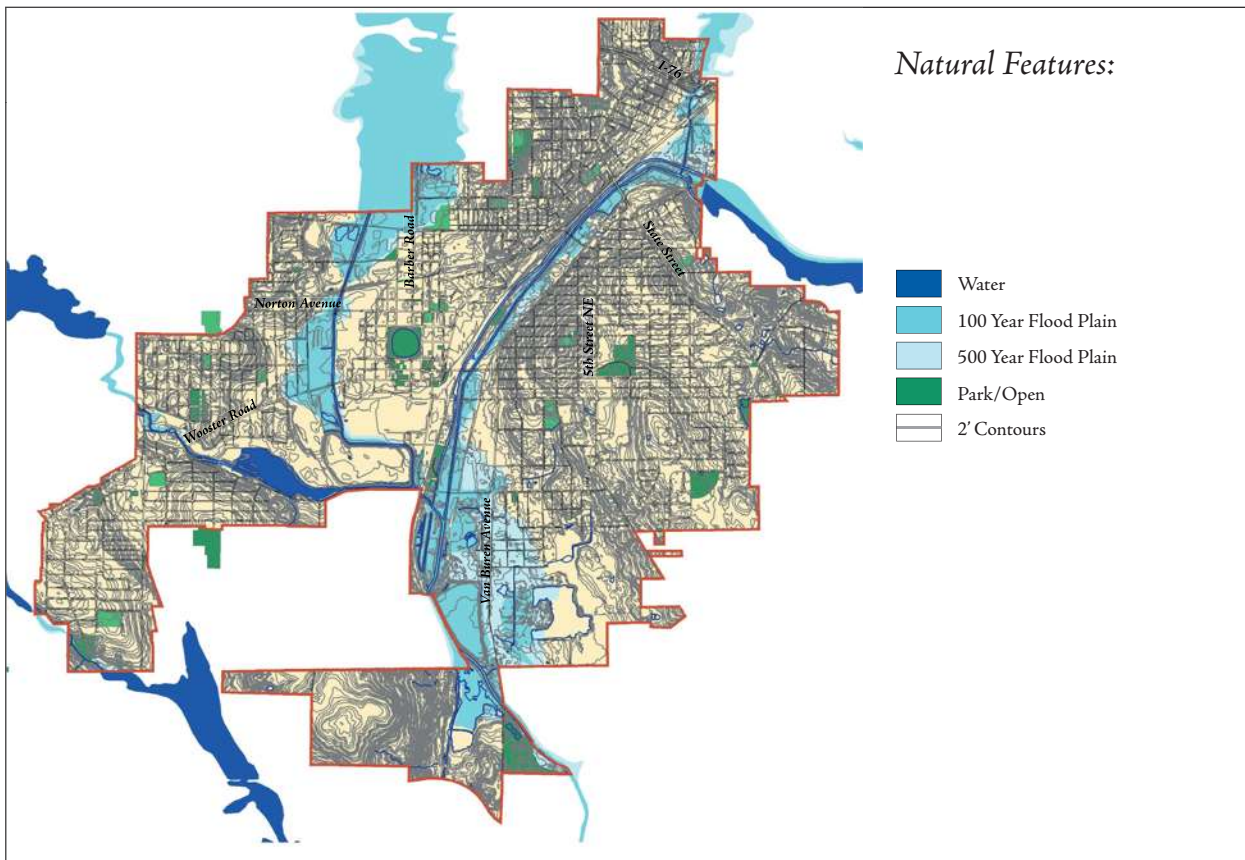 Natural Features:
I-76
Barber Road
State Street
Norton Avenue
5th Street NE
Wooster Road
Van Buren Avenue
Water
100 Year Flood Plain
500 Year Flood Plain
Park/Open
2' Contours